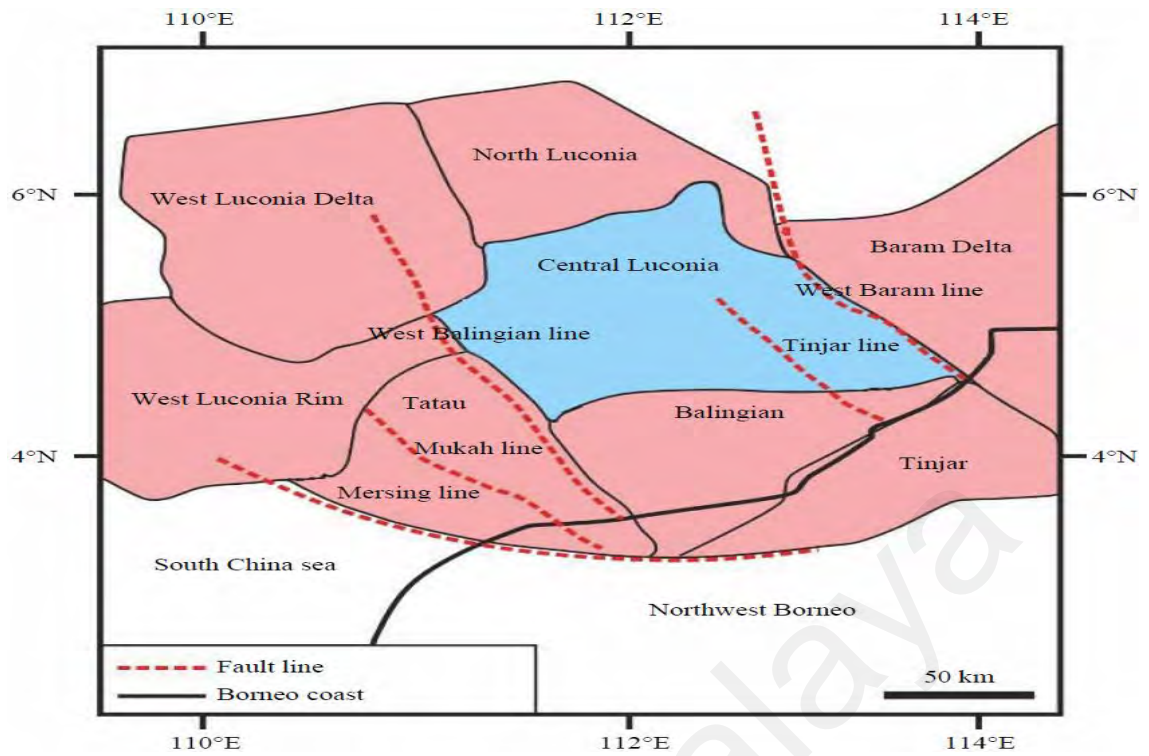 110°E 112°E 114°E
North Luconia
6°N West Luconia Delta 6°N
Baram Delta
Central Luconia
West Baram line
West Balingian line Tinjar line
West Luconia Rim Tatau Balingian
Mukah line
4°N 4°N
Tinjar
Mersing line
South China sea
Northwest Borneo
Fault line
50 km
Borneo coast
110°E 112°E 114°E
alaya